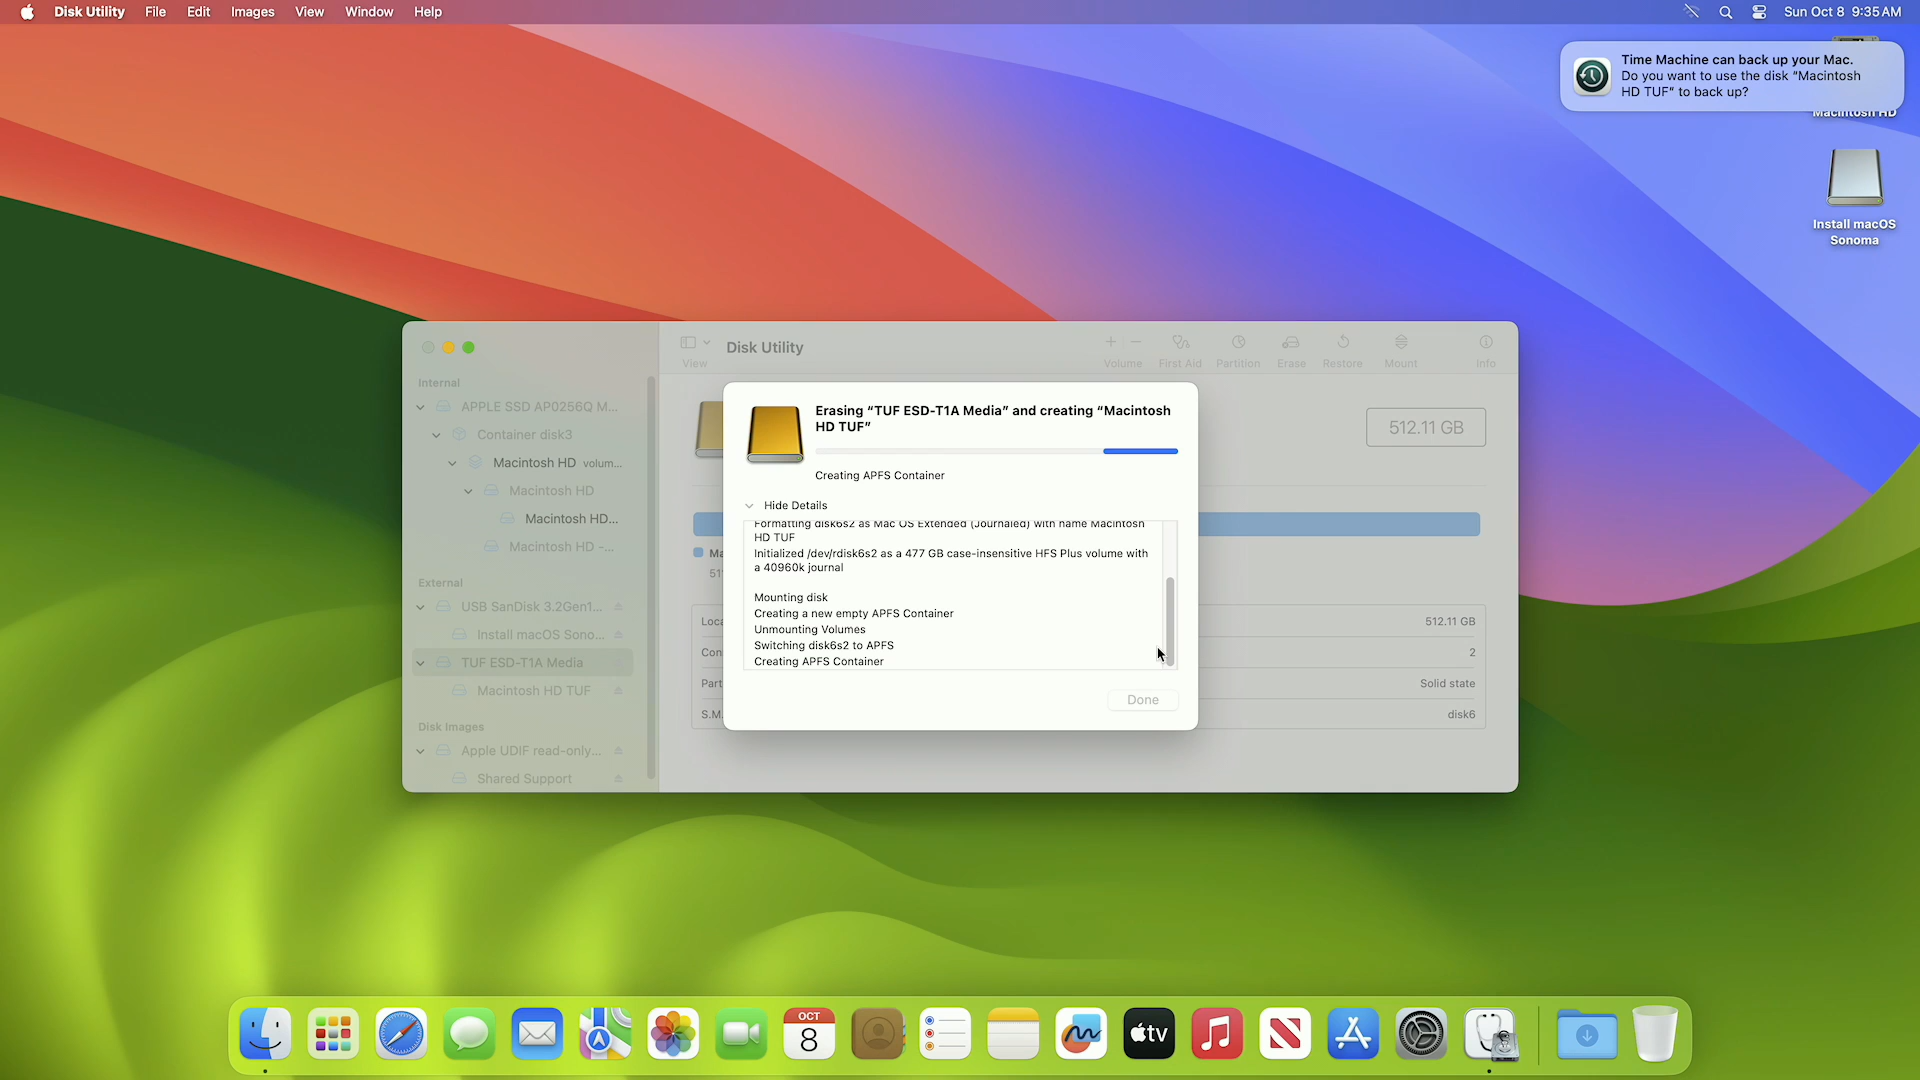 Disk Utility File Edit Images View Window Help
Sun Oct 8 9:35 AM
Time Machine can back up your Mac.
Do you want to use the disk "Macintosh
HD TUF" to back up?
Macintosh HD
Install macOS
Sonoma
Internal
APPLE SSD AP0256Q M...
Container disk3
Macintosh HD volum...
Macintosh HD
Macintosh HD...
Macintosh HD -...
External
USB SanDisk 3.2Gen1...
Install macOS Sono...
TUF ESD-T1A Media
Macintosh HD TUF
Disk Images
Apple UDIF read-only...
Shared Support
Disk Utility
View
Volume First Aid Partition Erase Restore Mount Info
512.11 GB
Erasing “TUF ESD-T1A Media” and creating “Macintosh
HD TUF”
Creating APFS Container
Hide Details
Formatting disk6s2 as Mac OS Extended (Journaled) with name Macintosh
HD TUF
Initialized /dev/rdisk6s2 as a 477 GB case-insensitive HFS Plus volume with
a 40960k journal
Mounting disk
Creating a new empty APFS Container
Unmounting Volumes
Switching disk6s2 to APFS
Creating APFS Container
Done
Ma
51
Loca
512.11 GB
Con
2
Part
Solid state
S.M.
disk6
OCT
8
tv